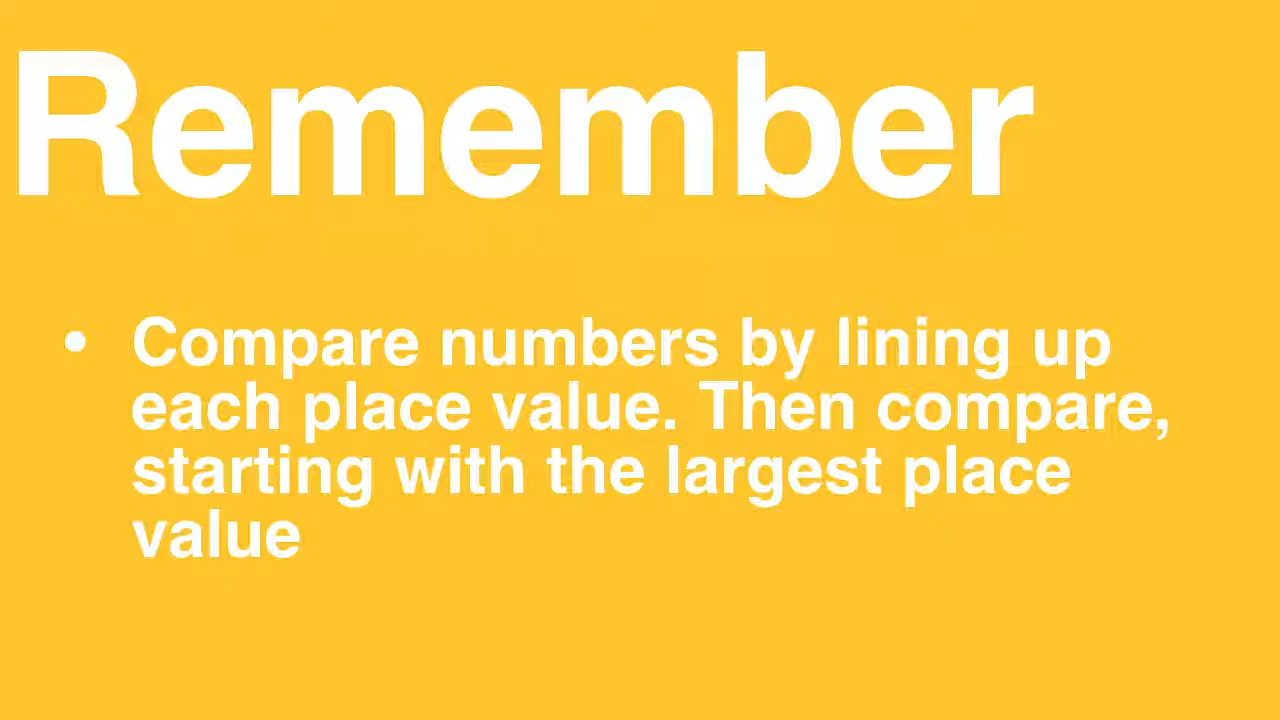 Remember
• Compare numbers by lining up
each place value. Then compare,
starting with the largest place
value